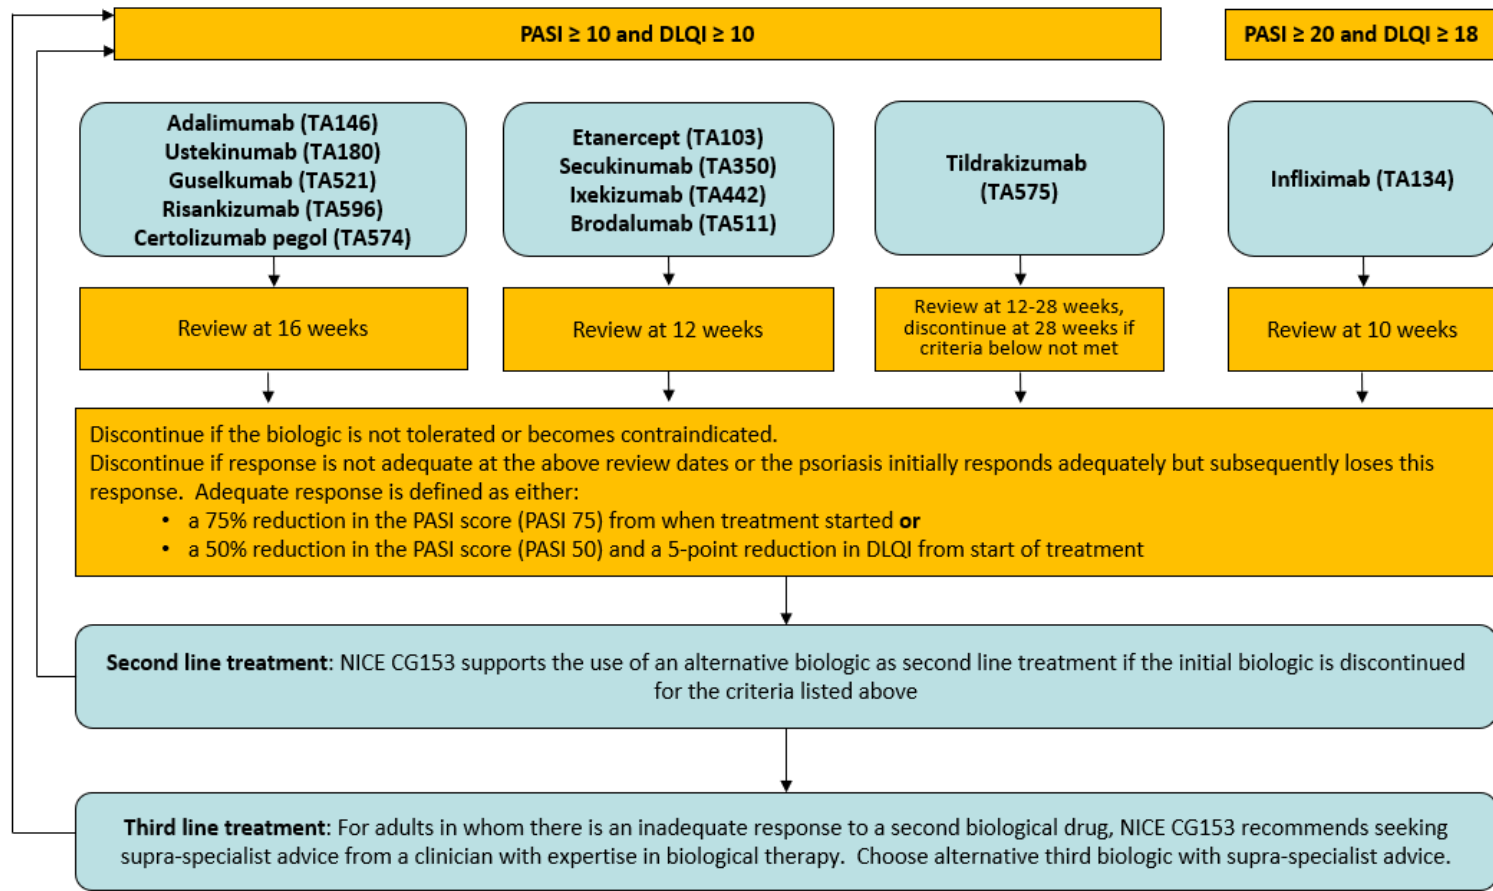 PASI ≥ 10 and DLQI ≥ 10
PASI ≥ 20 and DLQI ≥ 18
Adalimumab (TA146)
Ustekinumab (TA180)
Guselkumab (TA521)
Risankizumab (TA596)
Certolizumab pegol (TA574)
Etanercept (TA103)
Secukinumab (TA350)
Ixekizumab (TA442)
Brodalumab (TA511)
Tildrakizumab
(TA575)
Infliximab (TA134)
Review at 16 weeks
Review at 12 weeks
Review at 12-28 weeks,
discontinue at 28 weeks if
criteria below not met
Review at 10 weeks
Discontinue if the biologic is not tolerated or becomes contraindicated.
Discontinue if response is not adequate at the above review dates or the psoriasis initially responds adequately but subsequently loses this
response.  Adequate response is defined as either:
• a 75% reduction in the PASI score (PASI 75) from when treatment started or
• a 50% reduction in the PASI score (PASI 50) and a 5-point reduction in DLQI from start of treatment
Second line treatment: NICE CG153 supports the use of an alternative biologic as second line treatment if the initial biologic is discontinued
for the criteria listed above
Third line treatment: For adults in whom there is an inadequate response to a second biological drug, NICE CG153 recommends seeking
supra-specialist advice from a clinician with expertise in biological therapy.  Choose alternative third biologic with supra-specialist advice.